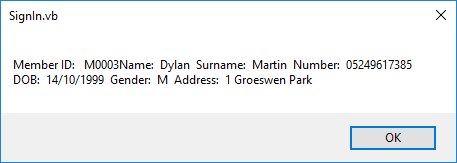 SignIn.vb
Member ID:   M0003Name:  Dylan  Surname:  Martin  Number:  05249617385
DOB:  14/10/1999  Gender:  M  Address:  1 Groeswen Park
OK